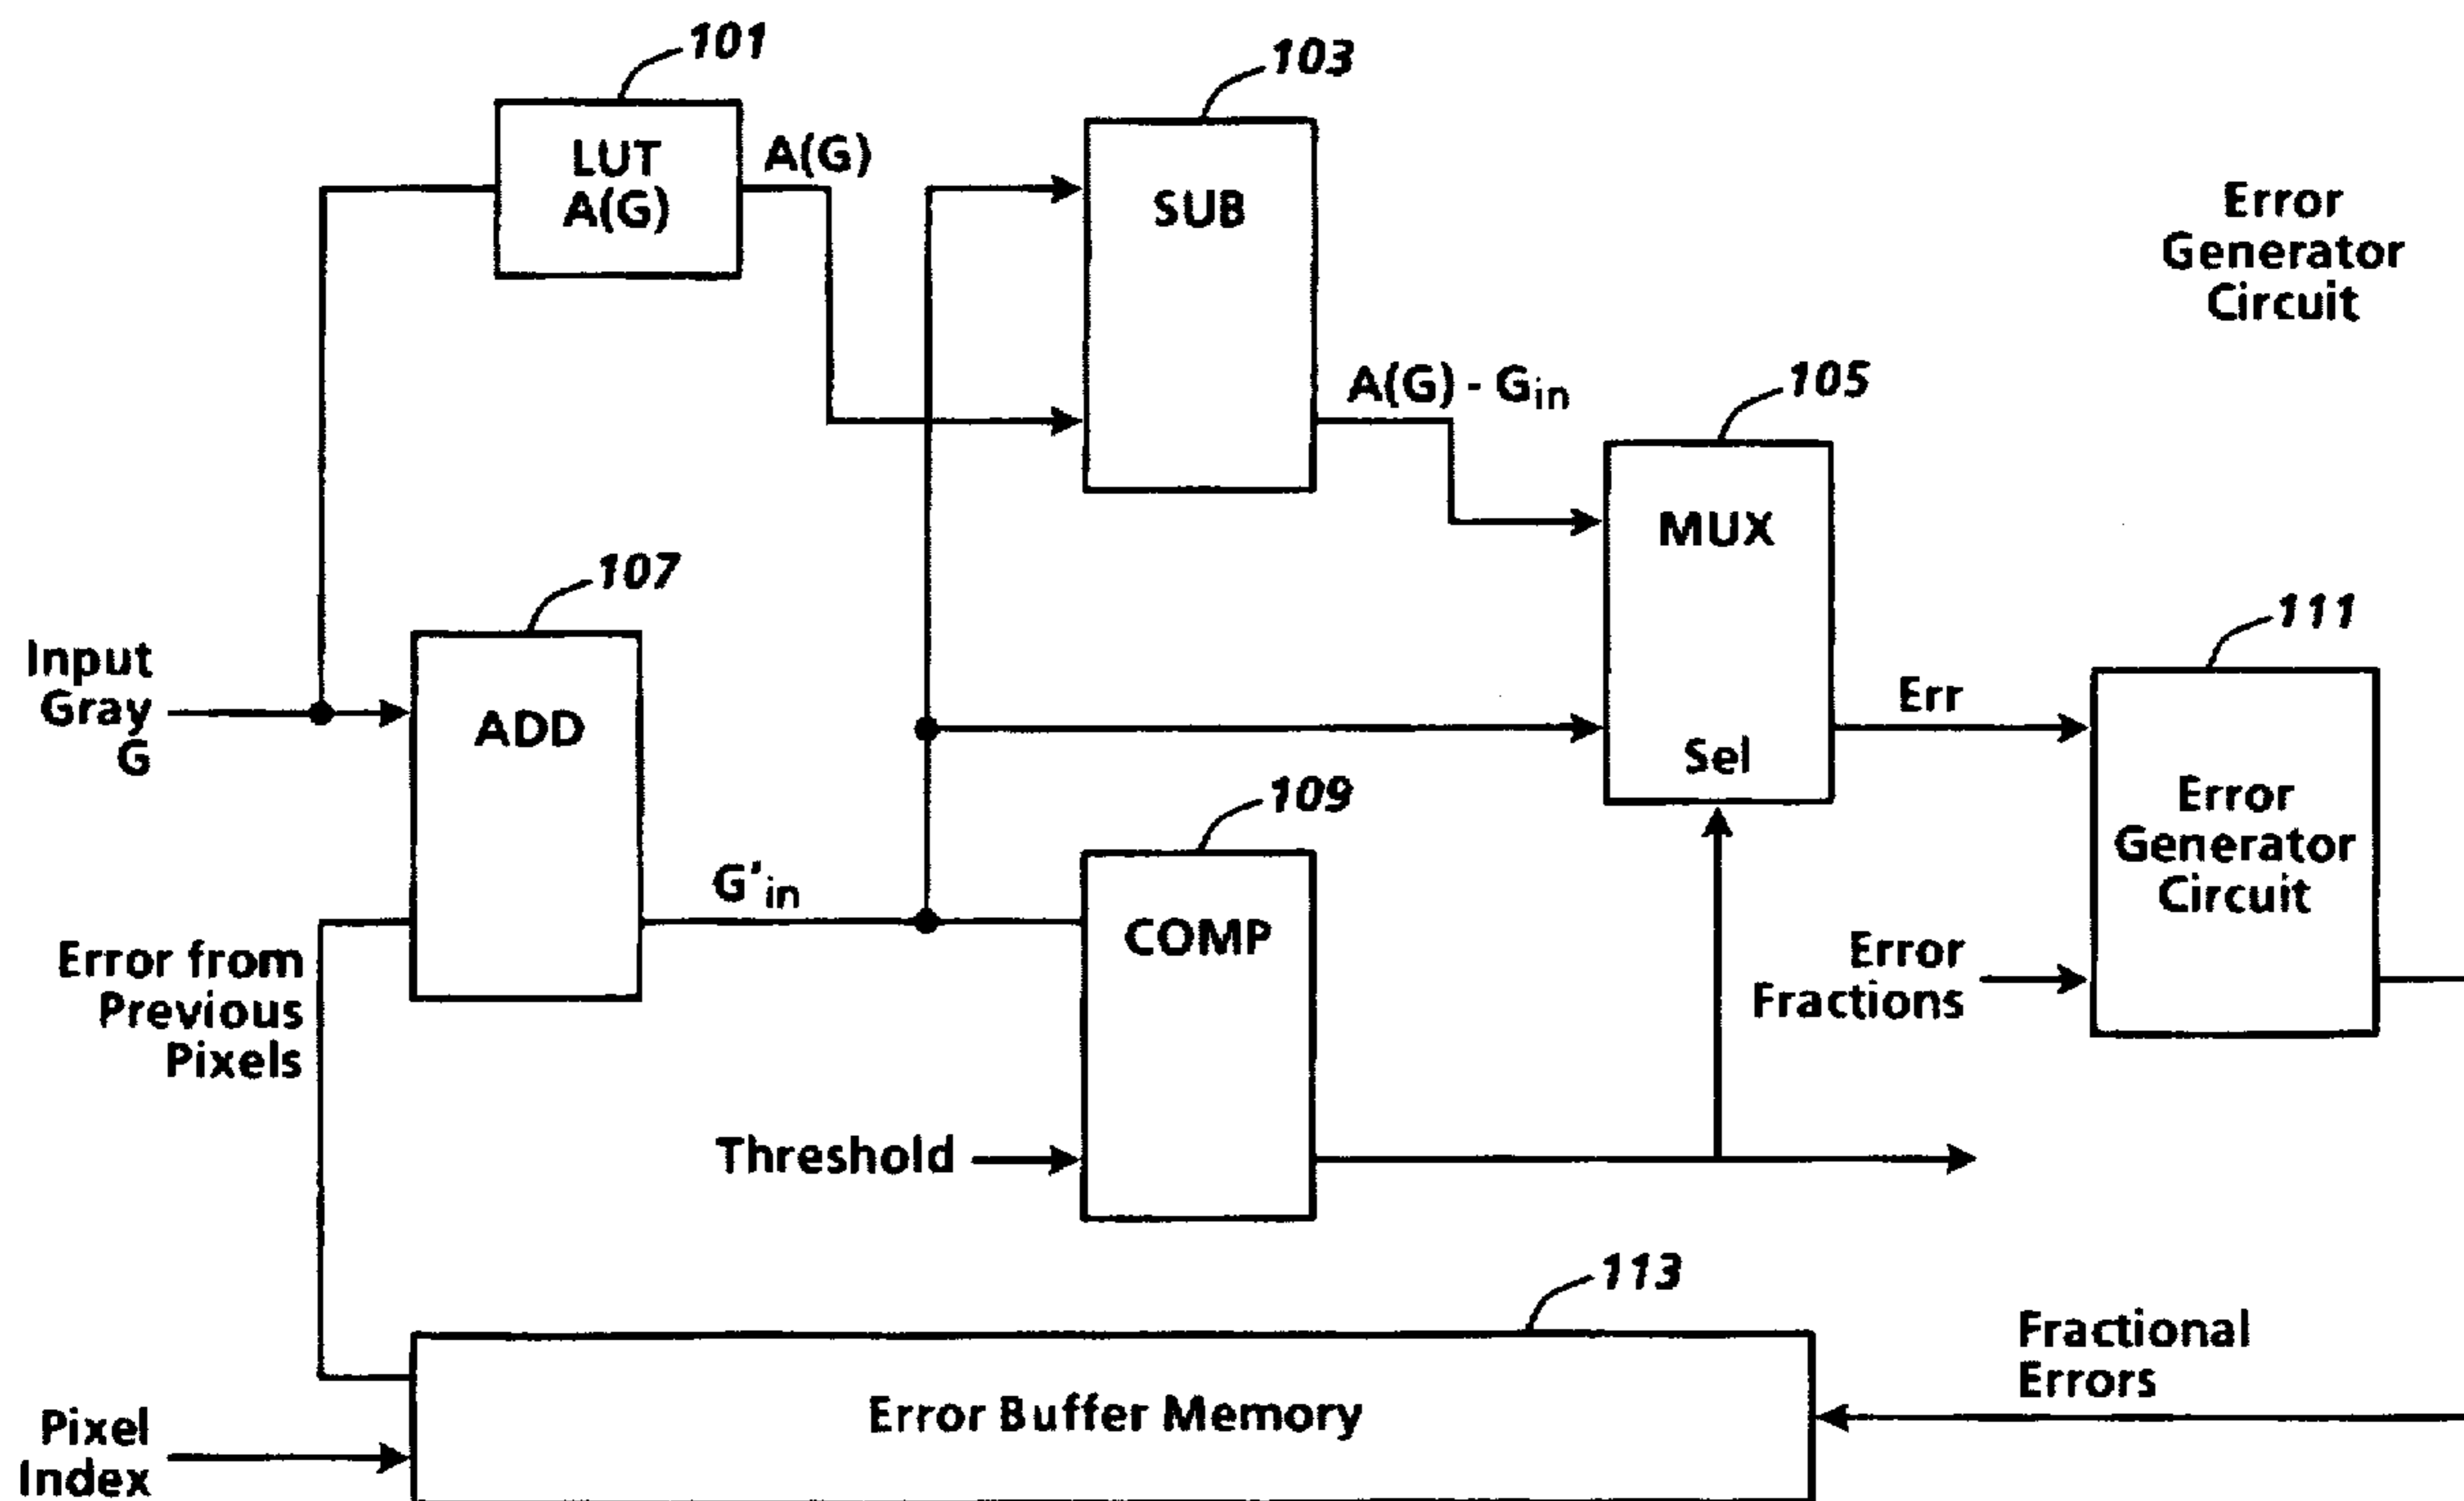 101
103
LUT
A(G)
A(G)
SUB
Error
Generator
Circuit
A(G) - Gin
105
MUX
107
Input
Gray
G
ADD
Err
111
Sel
109
G'in
COMP
Error
Generator
Circuit
Error from
Previous
Pixels
Error
Fractions
Threshold
113
Fractional
Errors
Error Buffer Memory
Pixel
Index